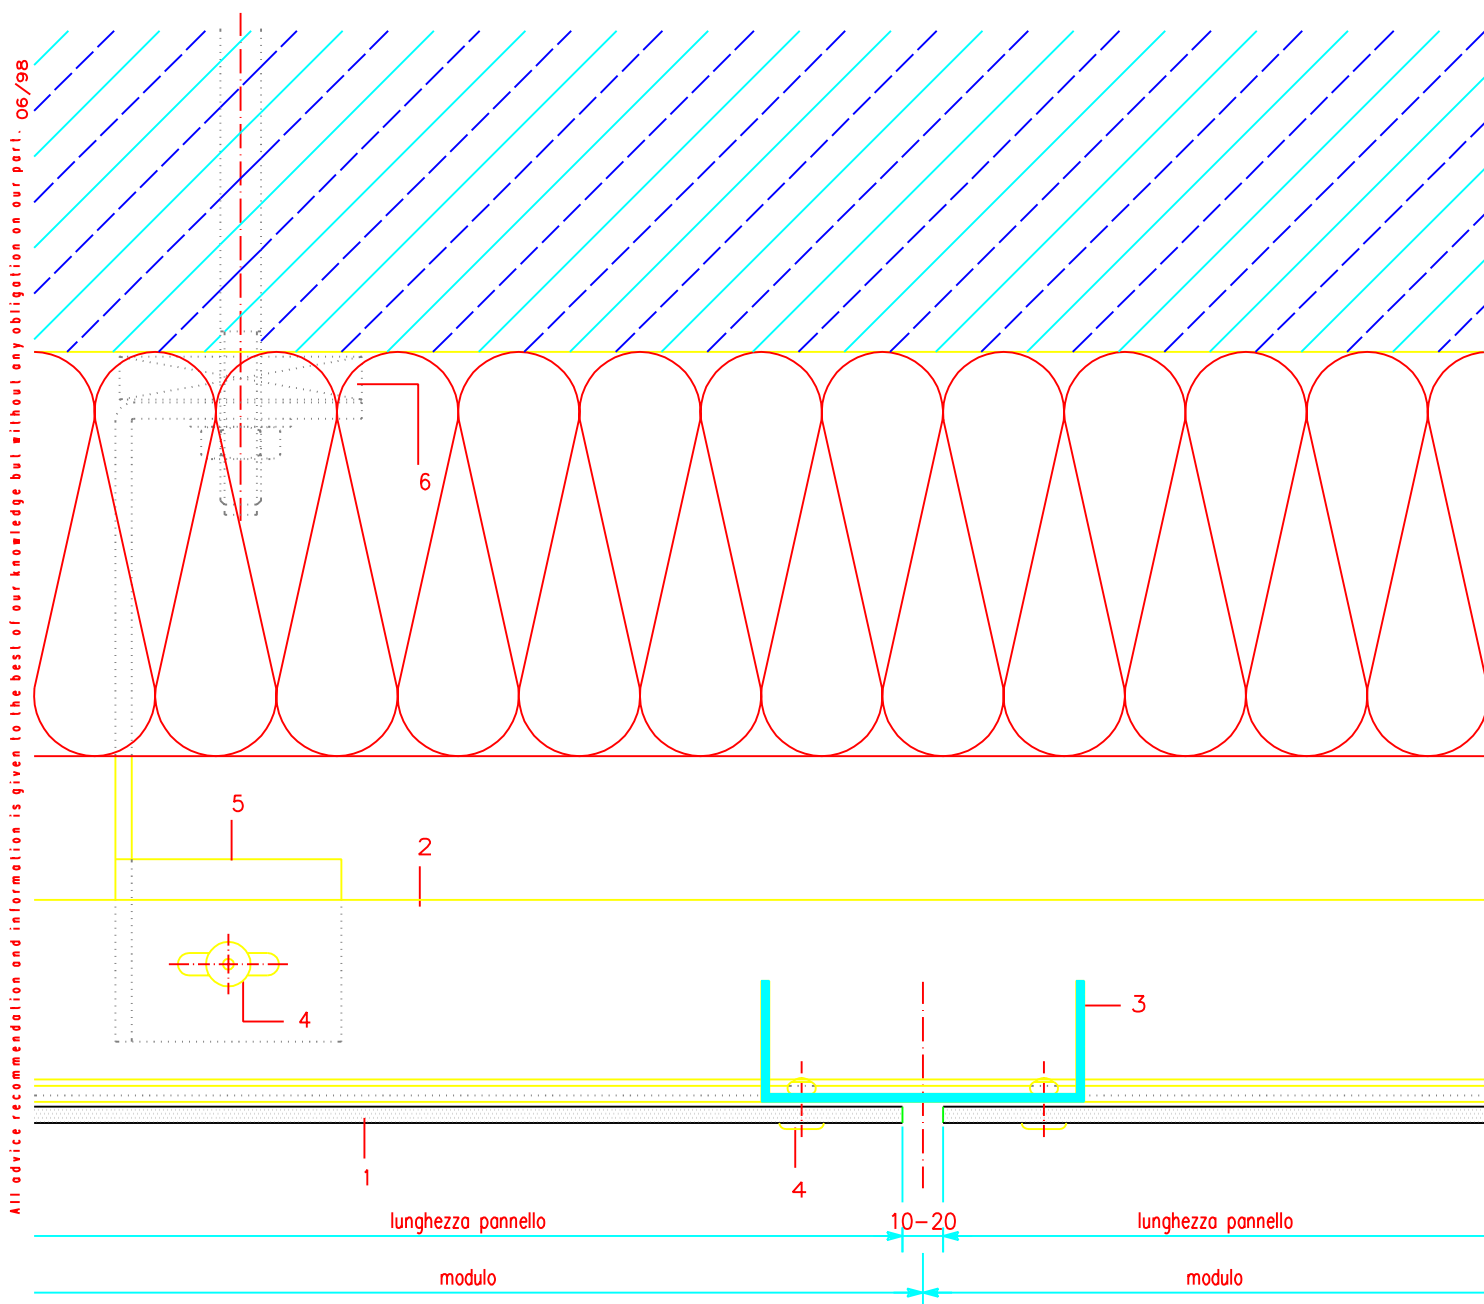 All advice recommendation and information is given to the best of our knowledge but without any obligation on our part. 06/98
6
5
2
4
3
1
4
lunghezza pannello
10-20
lunghezza pannello
modulo
modulo